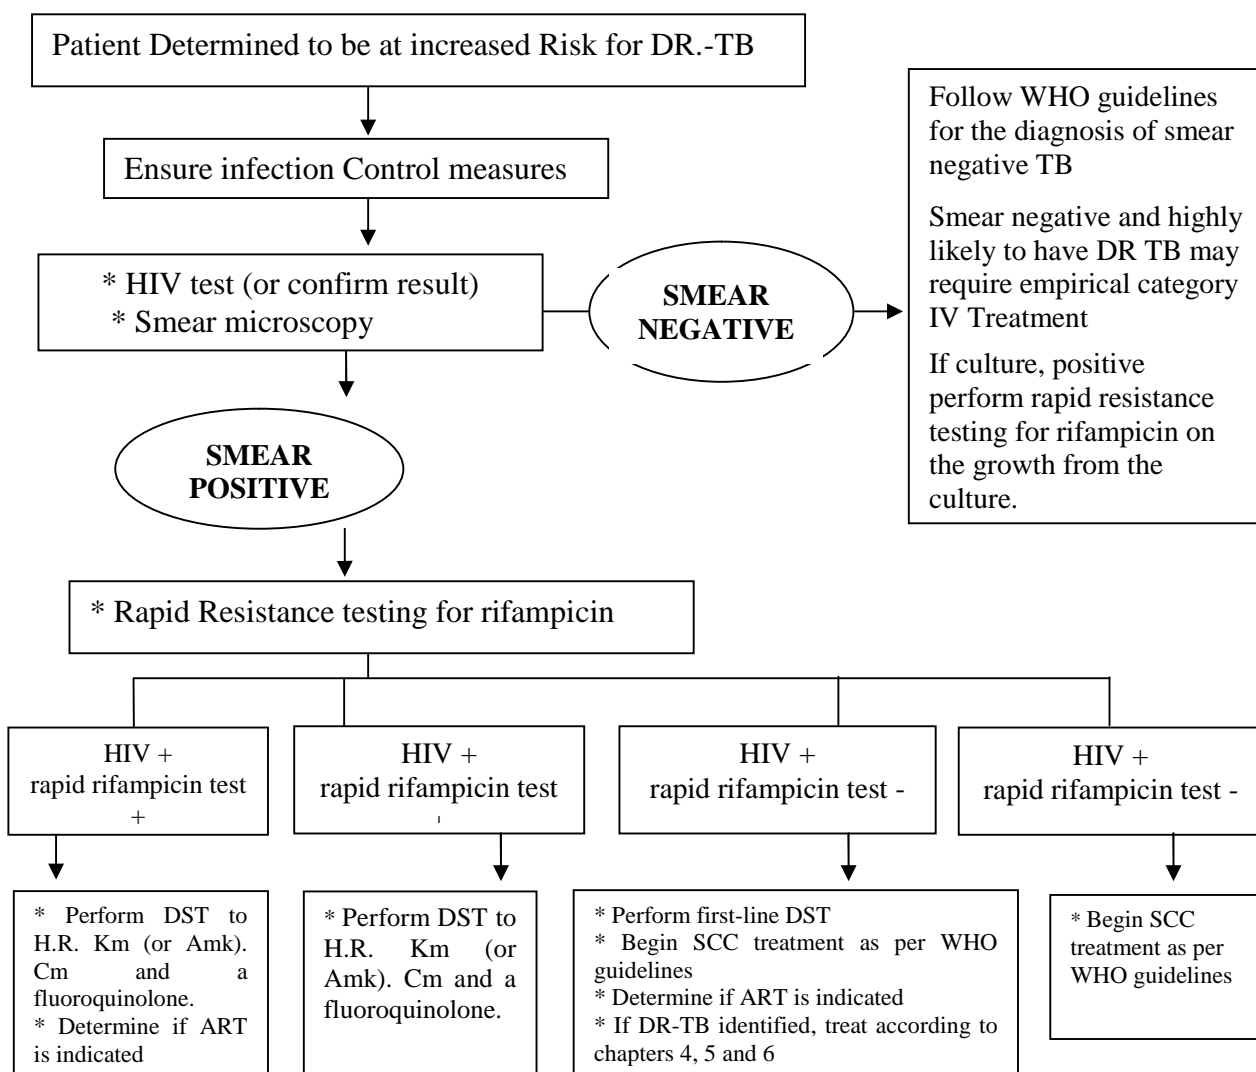 Patient Determined to be at increased Risk for DR.-TB
Ensure infection Control measures
* HIV test (or confirm result)
* Smear microscopy
SMEAR
NEGATIVE
Follow WHO guidelines
for the diagnosis of smear
negative TB
Smear negative and highly
likely to have DR TB may
require empirical category
IV Treatment
If culture, positive
perform rapid resistance
testing for rifampicin on
the growth from the
culture.
SMEAR
POSITIVE
* Rapid Resistance testing for rifampicin
HIV +
rapid rifampicin test
+
HIV +
rapid rifampicin test
HIV +
rapid rifampicin test -
HIV +
rapid rifampicin test -
* Perform DST to
H.R. Km (or Amk).
Cm and a
fluoroquinolone.
* Determine if ART
is indicated
* Perform DST to
H.R. Km (or
Amk). Cm and a
fluoroquinolone.
* Perform first-line DST
* Begin SCC treatment as per WHO
guidelines
* Determine if ART is indicated
* If DR-TB identified, treat according to
chapters 4, 5 and 6
* Begin SCC
treatment as per
WHO guidelines